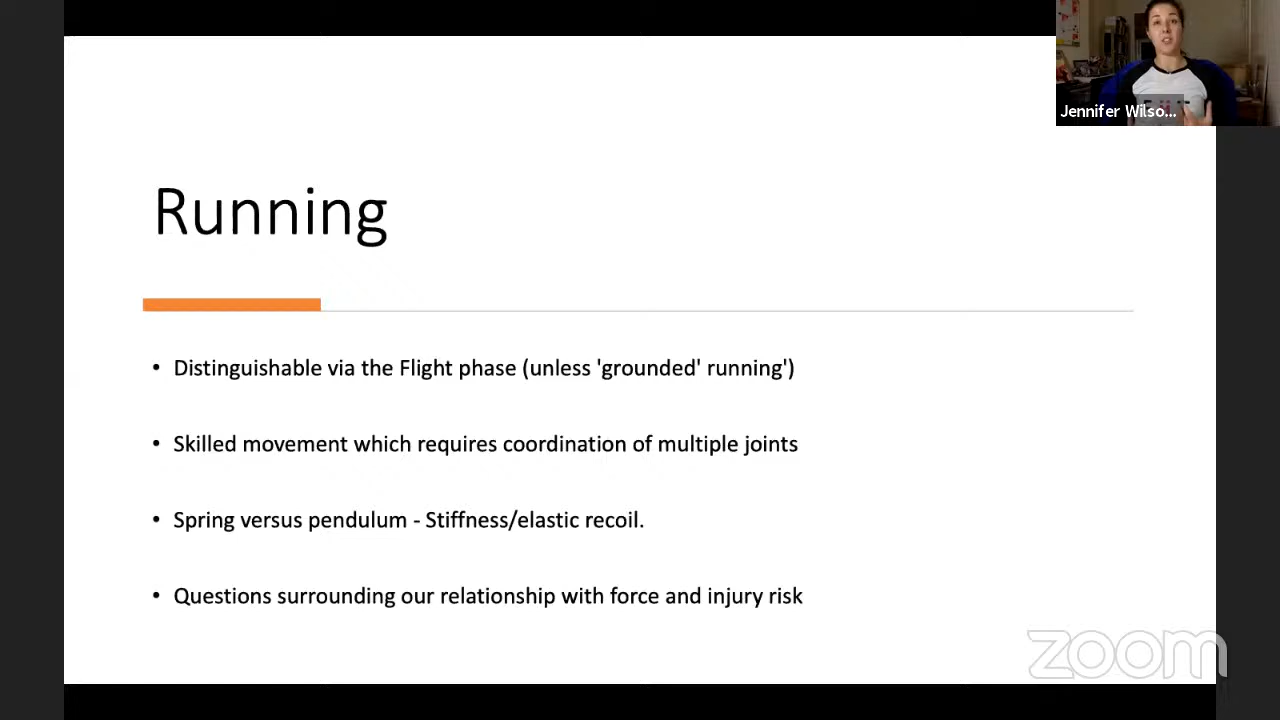 Jennifer Wilso...
Running
• Distinguishable via the Flight phase (unless 'grounded' running')
• Skilled movement which requires coordination of multiple joints
• Spring versus pendulum - Stiffness/elastic recoil.
• Questions surrounding our relationship with force and injury risk
zoom